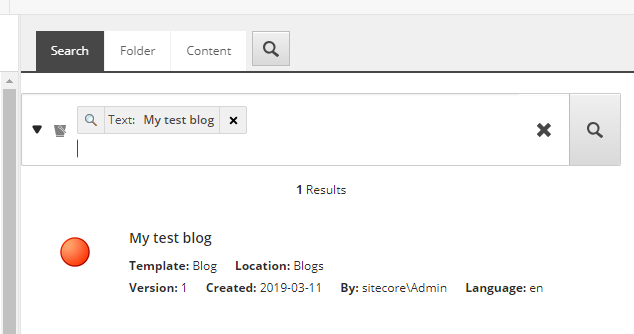 Search Folder Content
Text: My test blog
1 Results
My test blog
Template: Blog Location: Blogs
Version: 1 Created: 2019-03-11 By: sitecore\Admin Language: en